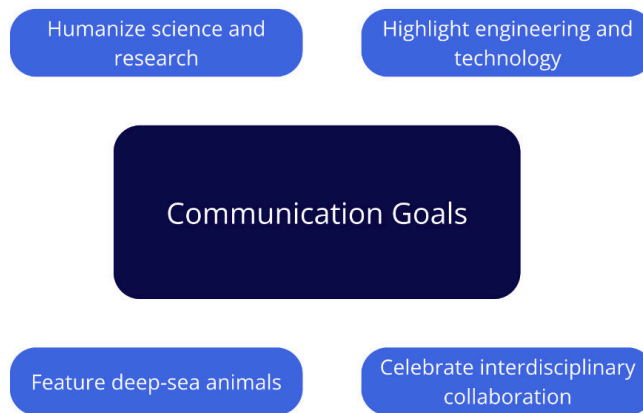 Humanize science and
research
Highlight engineering and
technology
Communication Goals
Feature deep-sea animals
Celebrate interdisciplinary
collaboration